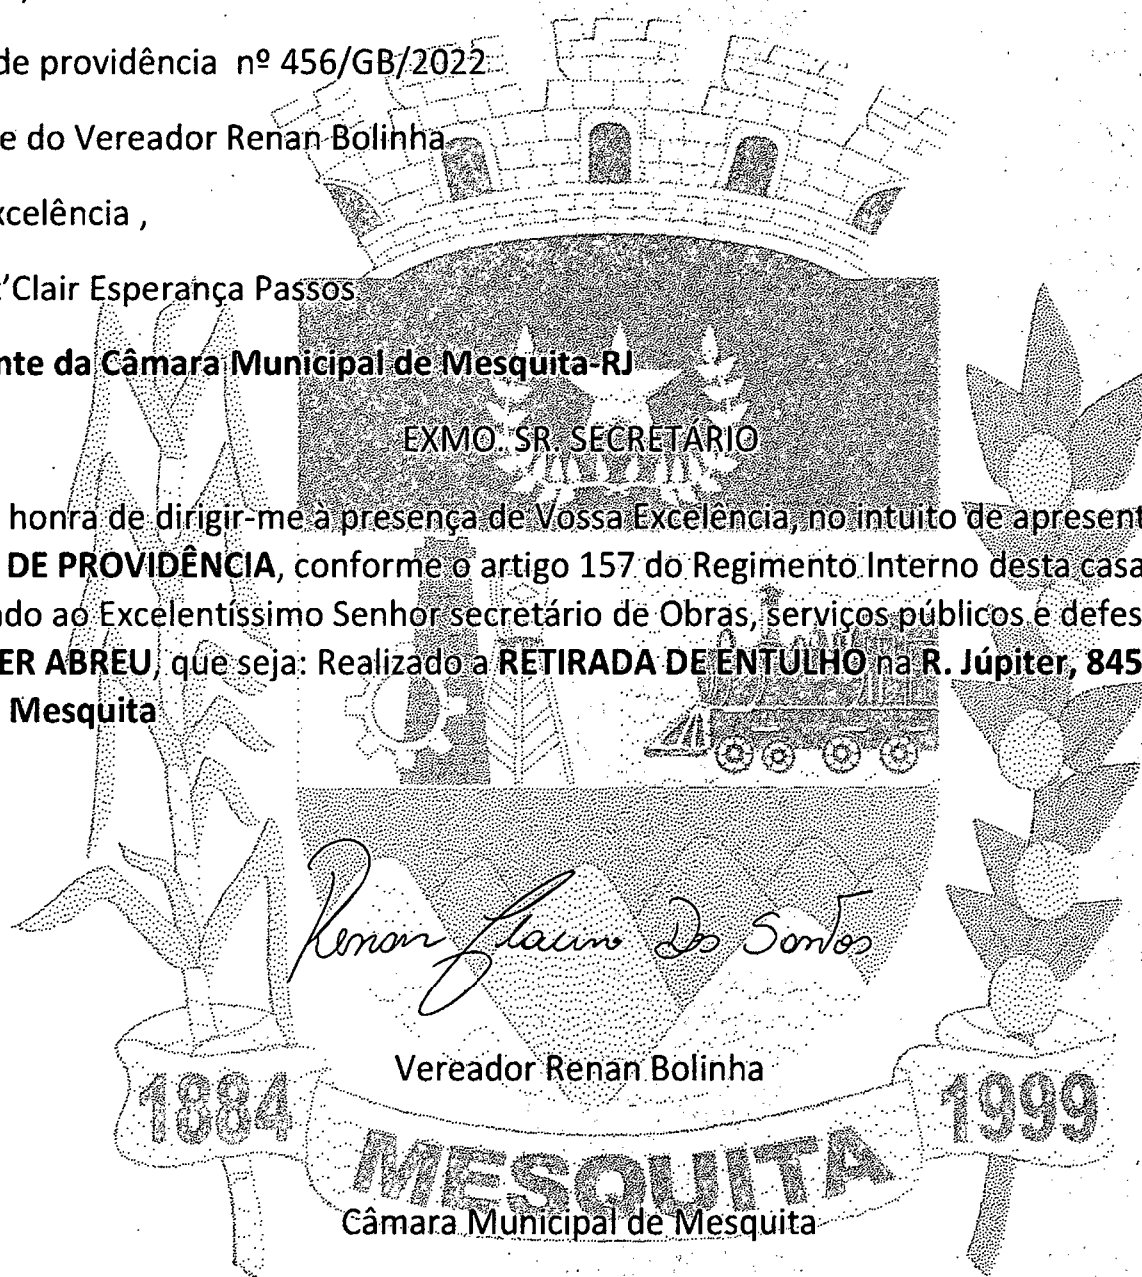 de providência nº 456/GB/2022
e do Vereador Renan Bolinha
xcelência ,
t'Clair Esperança Passos
nte da Câmara Municipal de Mesquita-RJ
EXMO. SR. SECRETÁRIO
honra de dirigir-me à presença de Vossa Excelência, no intuito de apresent
DE PROVIDÊNCIA, conforme o artigo 157 do Regimento Interno desta casa
do ao Excelentíssimo Senhor secretário de Obras, serviços públicos e defes
ER ABREU, que seja: Realizado a RETIRADA DE ENTULHO na R. Júpiter, 845
Mesquita
Renan Dos Santos
Vereador Renan Bolinha
1884
1999
MESQUITA
Câmara Municipal de Mesquita